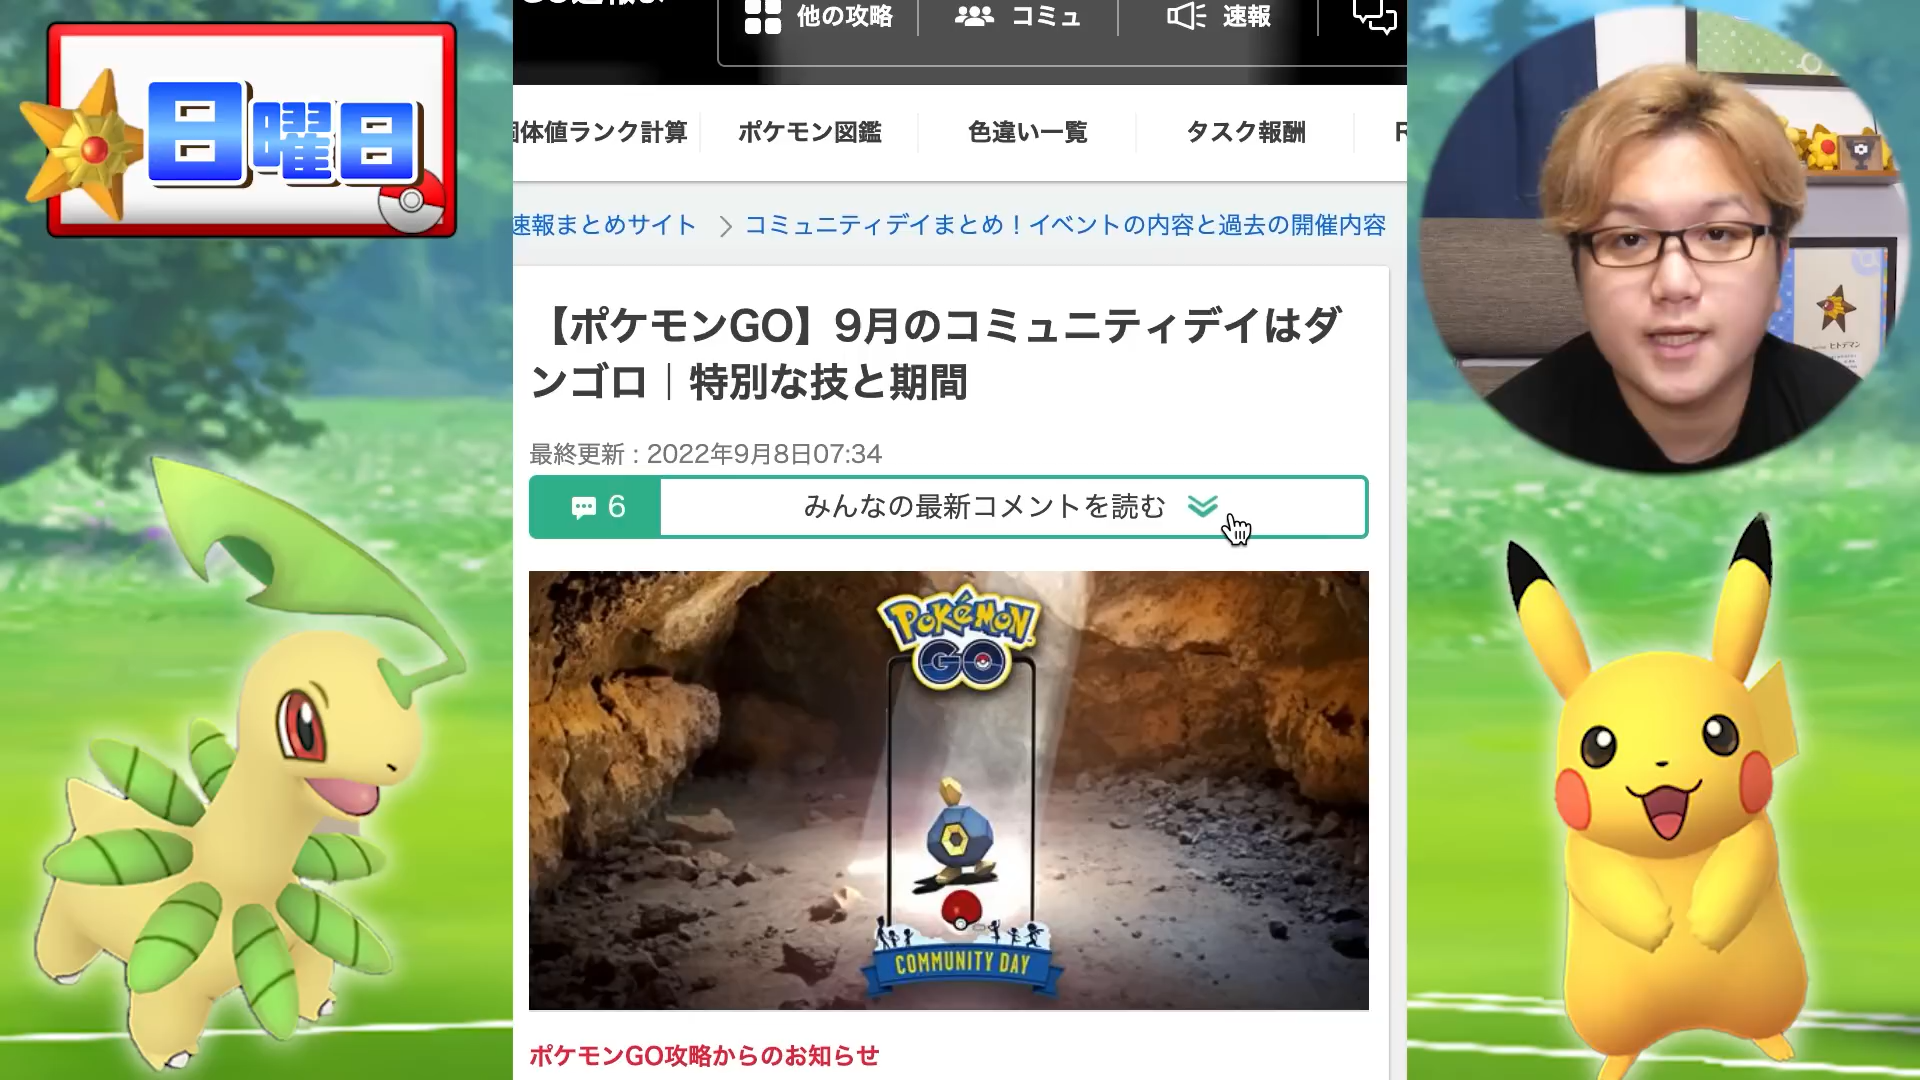 日曜日
他の攻略
コミュ
速報
体値ランク計算
ポケモン図鑑
色違い一覧
タスク報酬
速報まとめサイト
コミュニティデイまとめ！イベントの内容と過去の開催内容
【ポケモンGO】9月のコミュニティデイはダ
ンゴロ｜特別な技と期間
最終更新 : 2022年9月8日07:34
6
みんなの最新コメントを読む
POKÉMON
GO
COMMUNITY DAY
ポケモンGO攻略からのお知らせ
ヒトデマン